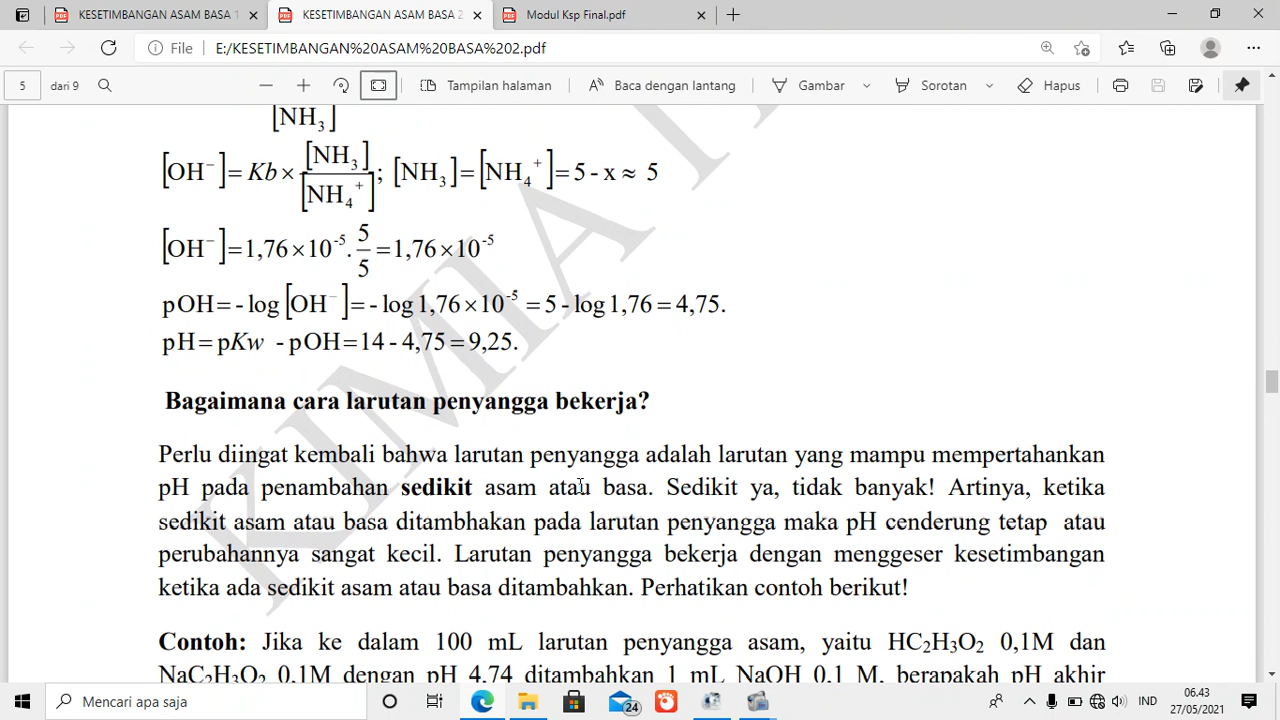 KESETIMBANGAN ASAM BASA 1
KESETIMBANGAN ASAM BASA 2
Modul Ksp Final.pdf
File E:/KESETIMBANGAN%20ASAM%20BASA%202.pdf
5 dari 9 Tampilan halaman Baca dengan lantang Gambar Sorotan Hapus
[NH₃]
[OH⁻] = Kb × [NH₃]/[NH₄⁺]; [NH₃] = [NH₄⁺] = 5 - x ≈ 5
[OH⁻] = 1,76 × 10⁻⁵ . 5/5 = 1,76 × 10⁻⁵
pOH = - log [OH⁻] = - log 1,76 × 10⁻⁵ = 5 - log 1,76 = 4,75.
pH = pKw - pOH = 14 - 4,75 = 9,25.
Bagaimana cara larutan penyangga bekerja?
Perlu diingat kembali bahwa larutan penyangga adalah larutan yang mampu mempertahankan
pH pada penambahan sedikit asam atau basa. Sedikit ya, tidak banyak! Artinya, ketika
sedikit asam atau basa ditambhakan pada larutan penyangga maka pH cenderung tetap atau
perubahannya sangat kecil. Larutan penyangga bekerja dengan menggeser kesetimbangan
ketika ada sedikit asam atau basa ditambahkan. Perhatikan contoh berikut!
Contoh: Jika ke dalam 100 mL larutan penyangga asam, yaitu HC₂H₃O₂ 0,1M dan
NaC₂H₃O₂ 0,1M dengan pH 4,74 ditambahkan 1 mL NaOH 0,1 M, berapakah pH akhir
KIMIA
Mencari apa saja
24
IND
06.43
27/05/2021